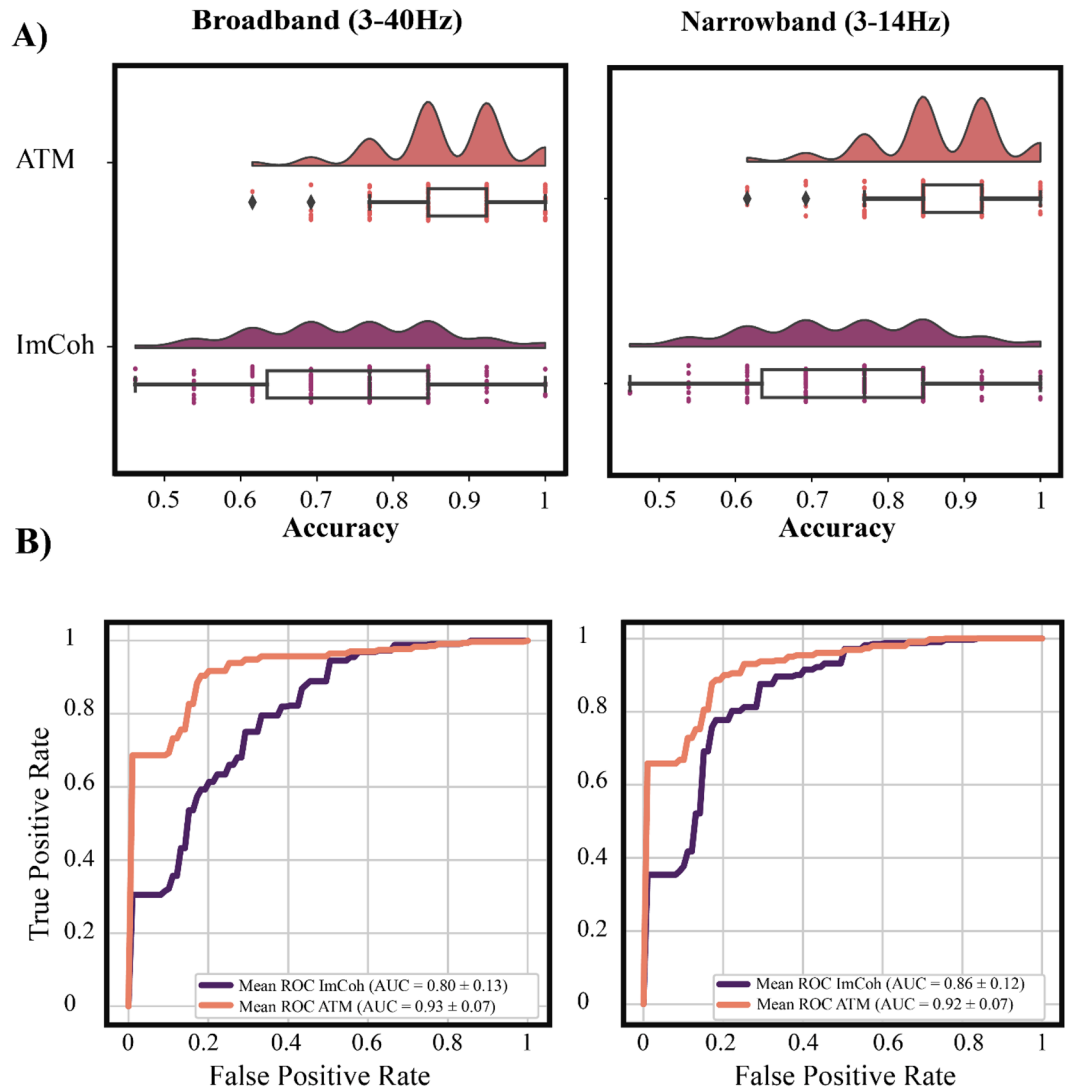 A)
Broadband (3-40Hz)
Narrowband (3-14Hz)
ATM
ImCoh
0.5 0.6 0.7 0.8 0.9 1
Accuracy
0.5 0.6 0.7 0.8 0.9 1
Accuracy
B)
True Positive Rate
1
0.8
0.6
0.4
0.2
0
Mean ROC ImCoh (AUC = 0.80 ± 0.13)
Mean ROC ATM (AUC = 0.93 ± 0.07)
0 0.2 0.4 0.6 0.8 1
False Positive Rate
1
0.8
0.6
0.4
0.2
0
Mean ROC ImCoh (AUC = 0.86 ± 0.12)
Mean ROC ATM (AUC = 0.92 ± 0.07)
0 0.2 0.4 0.6 0.8 1
False Positive Rate